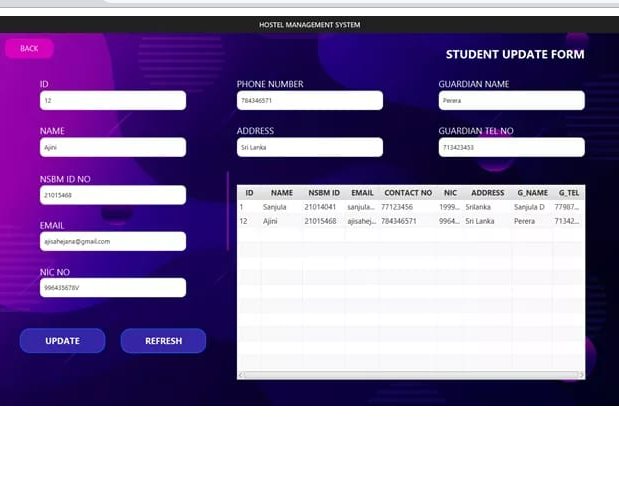 HOSTEL MANAGEMENT SYSTEM
BACK
STUDENT UPDATE FORM
ID
12
PHONE NUMBER
784346571
GUARDIAN NAME
Perera
NAME
Ajini
ADDRESS
Sri Lanka
GUARDIAN TEL NO
713423453
NSBM ID NO
21015468
EMAIL
ajisahejana@gmail.com
NIC NO
996435678V
UPDATE
REFRESH
ID NAME NSBM ID EMAIL CONTACT NO NIC ADDRESS G_NAME G_TEL
1 Sanjula 21014041 sanjula... 77123456 1999... Srilanka Sanjula D 77987...
12 Ajini 21015468 ajisahej... 784346571 9964... Sri Lanka Perera 71342...